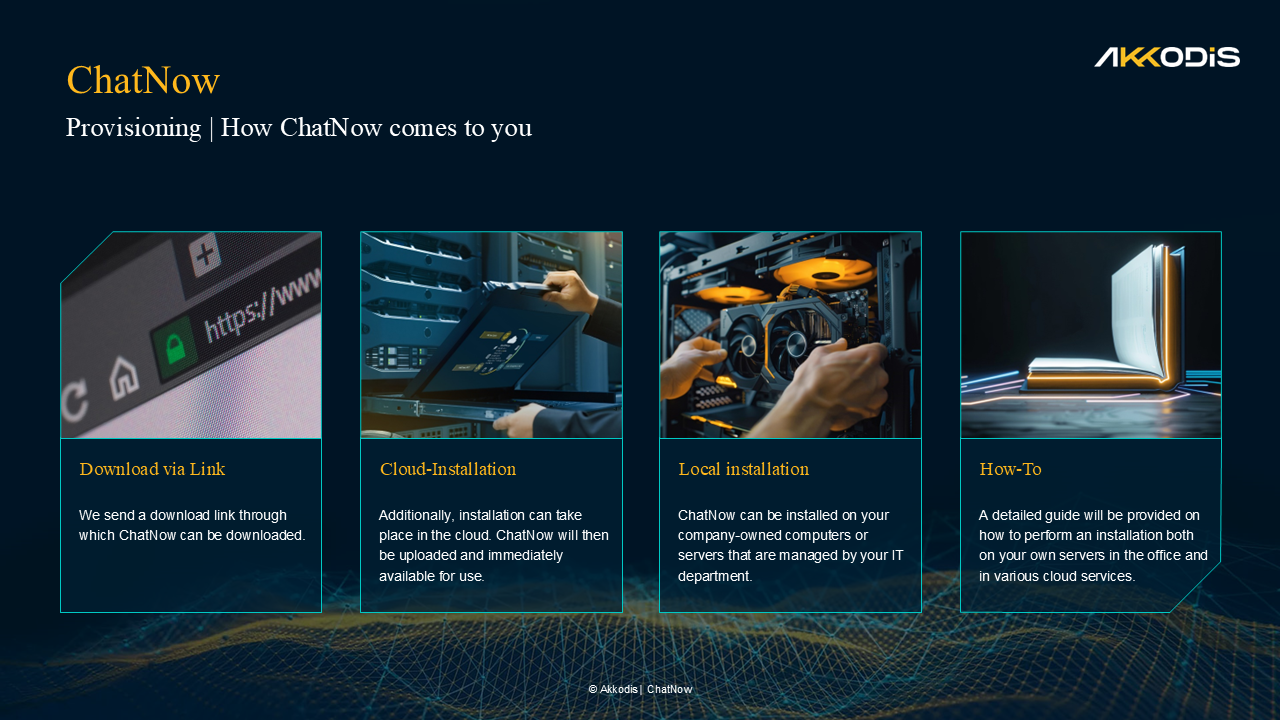 AKKODIS
ChatNow
Provisioning | How ChatNow comes to you
https://www
Download via Link
We send a download link through
which ChatNow can be downloaded.
Cloud-Installation
Additionally, installation can take
place in the cloud. ChatNow will then
be uploaded and immediately
available for use.
Local installation
ChatNow can be installed on your
company-owned computers or
servers that are managed by your IT
department.
How-To
A detailed guide will be provided on
how to perform an installation both
on your own servers in the office and
in various cloud services.
© Akkodis | ChatNow